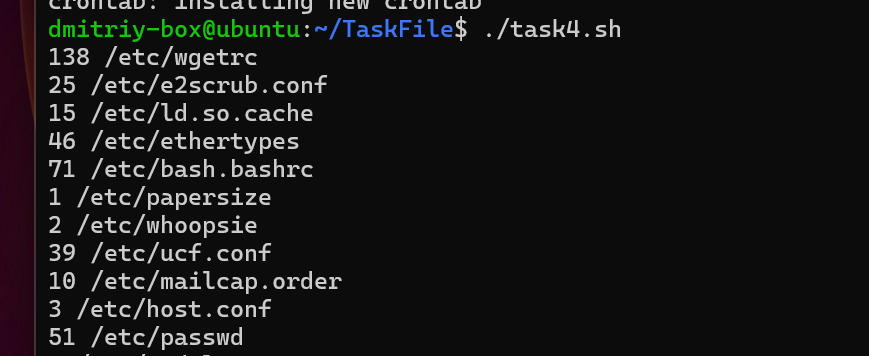 crontab: installing new crontab
dmitriy-box@ubuntu:~/TaskFile$ ./task4.sh
138 /etc/wgetrc
25 /etc/e2scrub.conf
15 /etc/ld.so.cache
46 /etc/ethertypes
71 /etc/bash.bashrc
1 /etc/papersize
2 /etc/whoopsie
39 /etc/ucf.conf
10 /etc/mailcap.order
3 /etc/host.conf
51 /etc/passwd